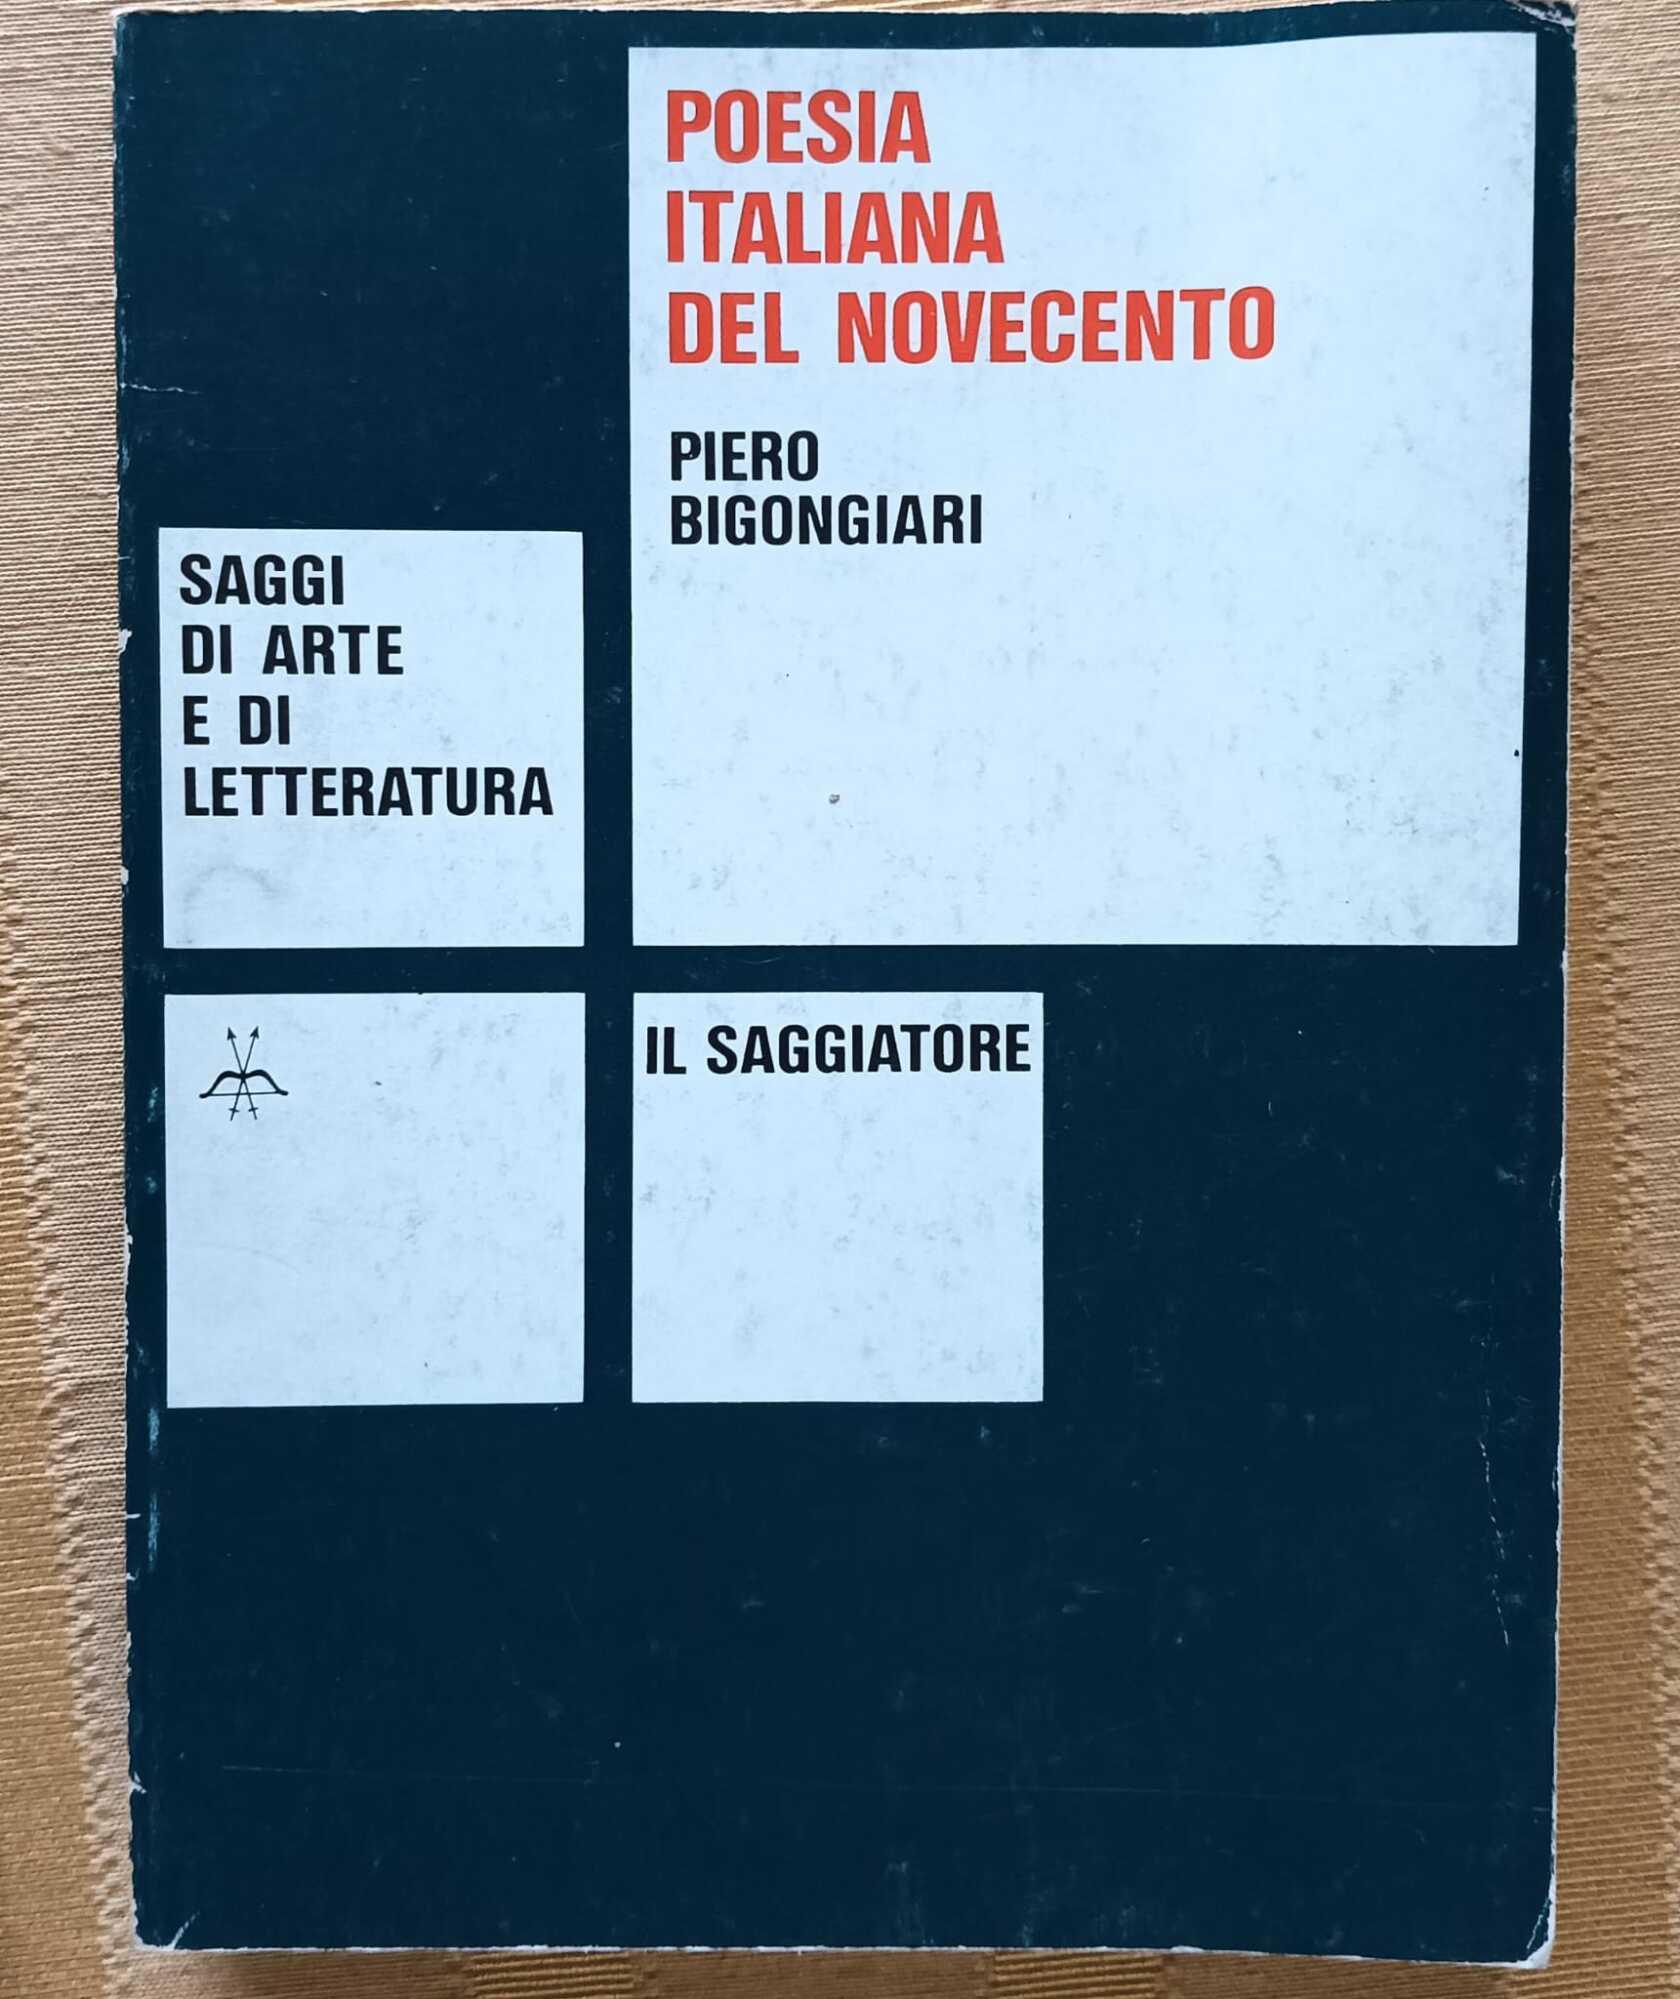 POESIA
ITALIANA
DEL NOVECENTO
PIERO
BIGONGIARI
SAGGI
DI ARTE
E DI
LETTERATURA
IL SAGGIATORE